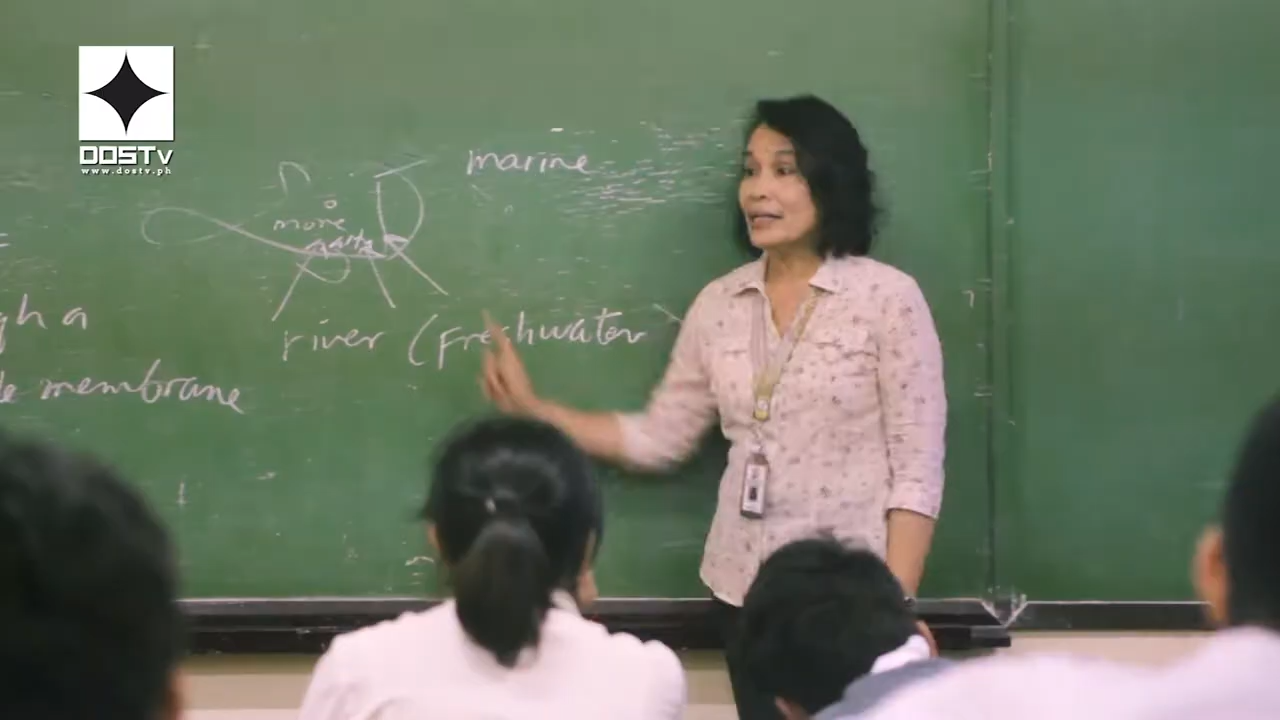 DOSTv
www.dostv.ph
marine
more
gh a
river (freshwater
membrane